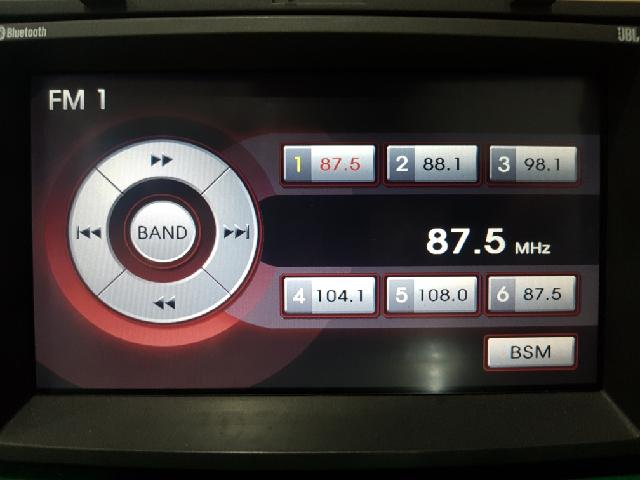 Bluetooth
JBL
FM 1
1 87.5
2 88.1
3 98.1
BAND
87.5 MHz
4 104.1
5 108.0
6 87.5
BSM